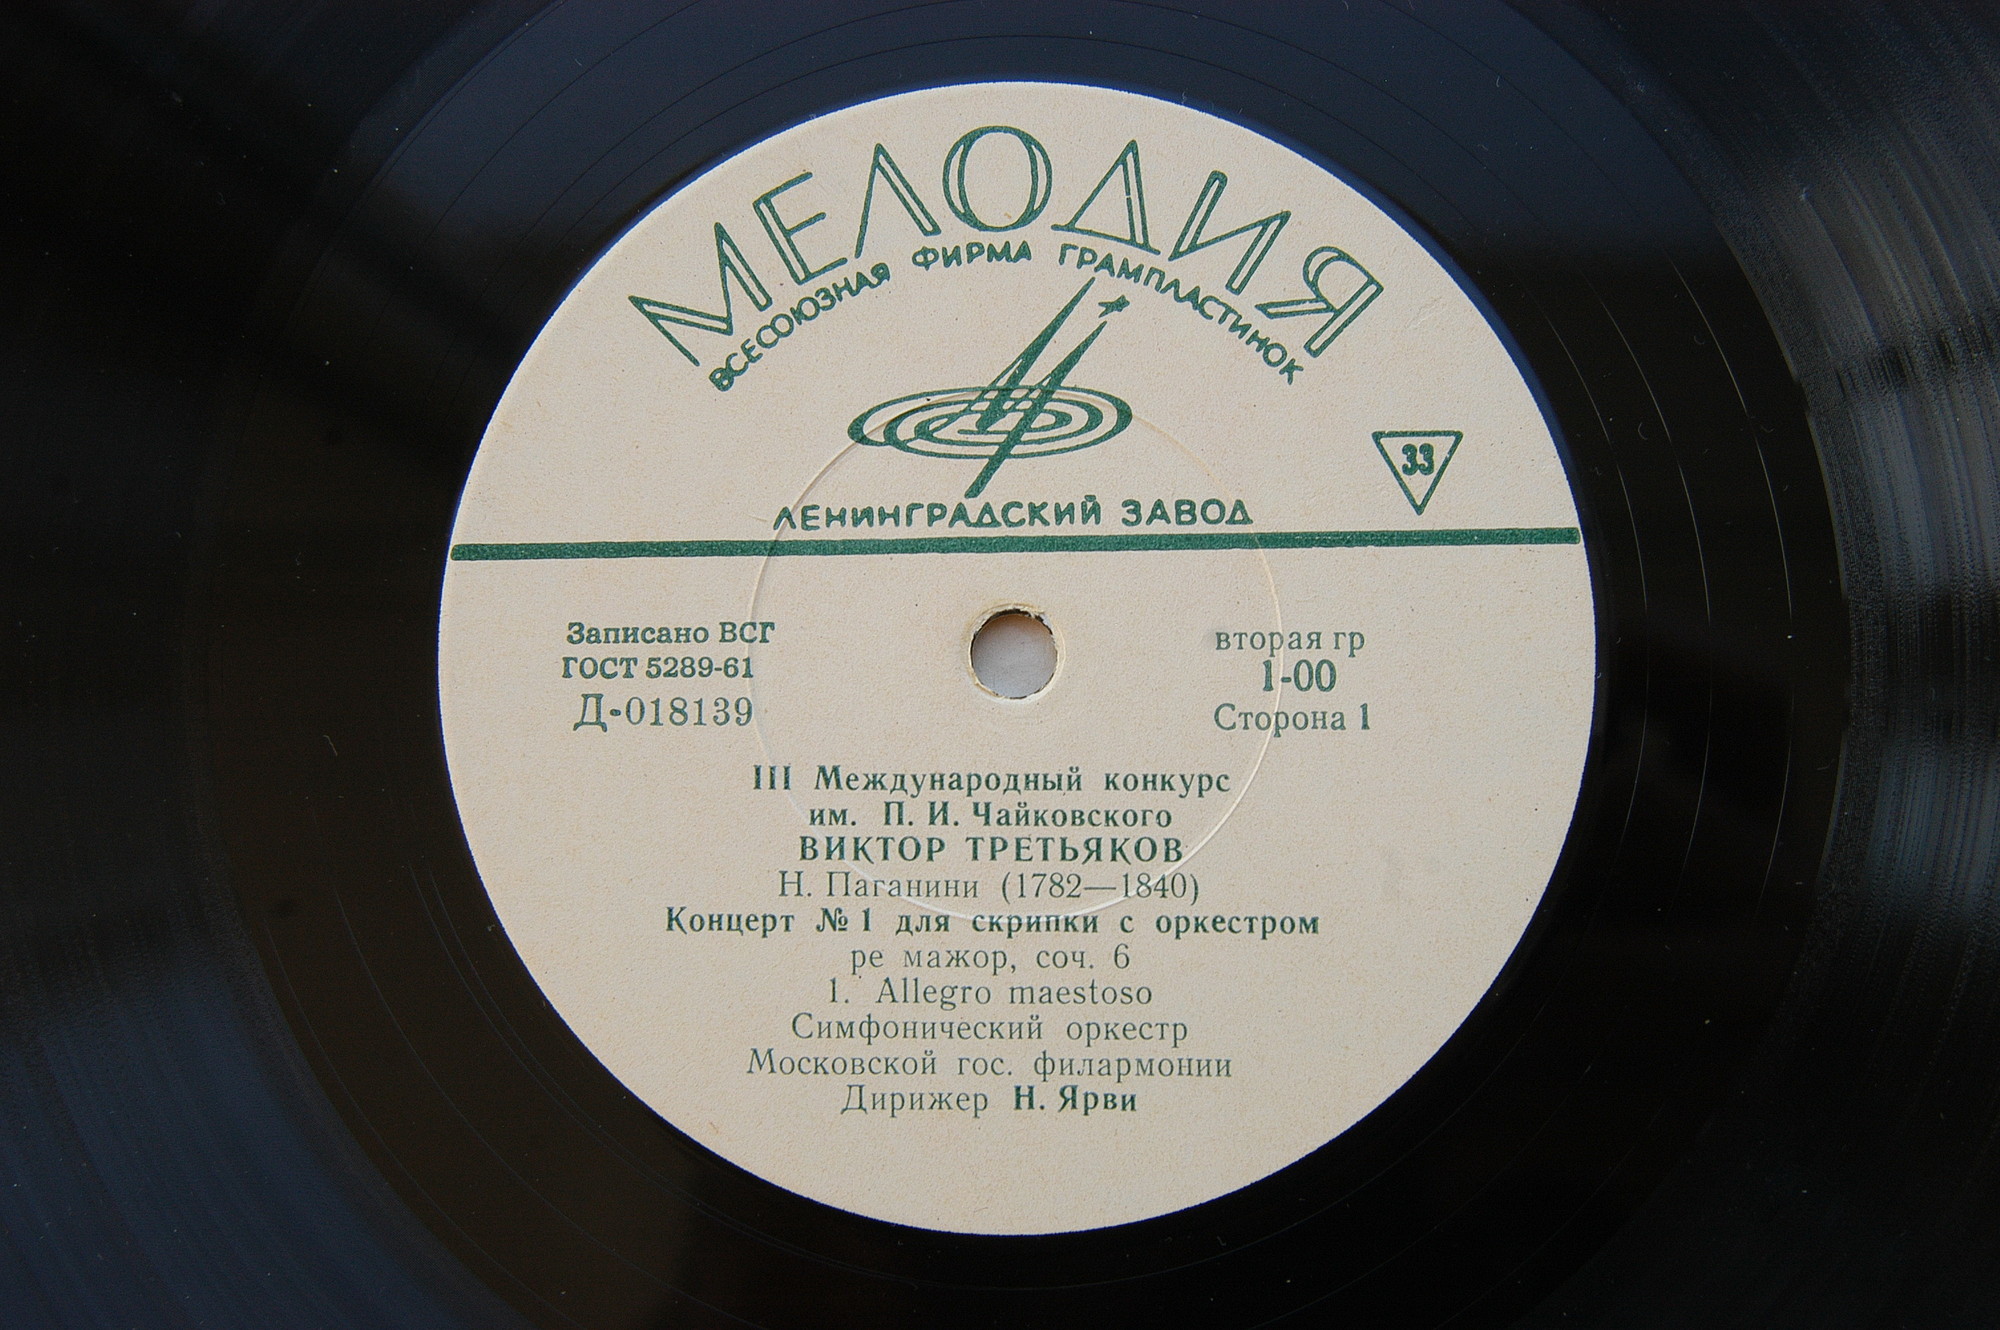 МЕЛОДИЯ
ВСЕСОЮЗНАЯ ФИРМА ГРАМПЛАСТИНОК
33
ЛЕНИНГРАДСКИЙ ЗАВОД
Записано ВСГ
ГОСТ 5289-61
Д-018139
вторая гр
1-00
Сторона 1
III Международный конкурс
им. П. И. Чайковского
ВИКТОР ТРЕТЬЯКОВ
Н. Паганини (1782—1840)
Концерт № 1 для скрипки с оркестром
ре мажор, соч. 6
1. Allegro maestoso
Симфонический оркестр
Московской гос. филармонии
Дирижер Н. Ярви